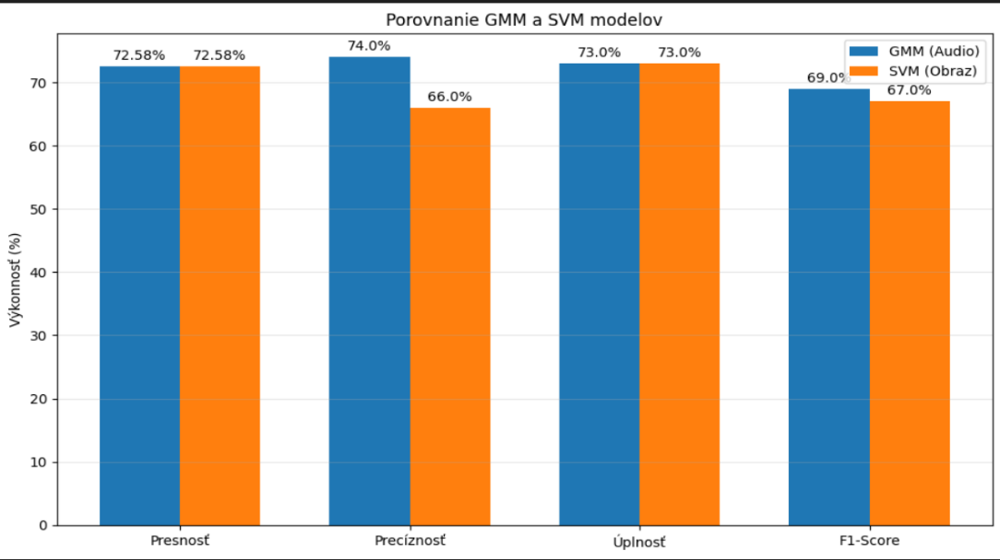 Porovnanie GMM a SVM modelov
GMM (Audio)
SVM (Obraz)
72.58%
72.58%
74.0%
66.0%
73.0%
73.0%
69.0%
67.0%
Výkonnosť (%)
70
60
50
40
30
20
10
0
Presnosť
Precíznosť
Úplnosť
F1-Score